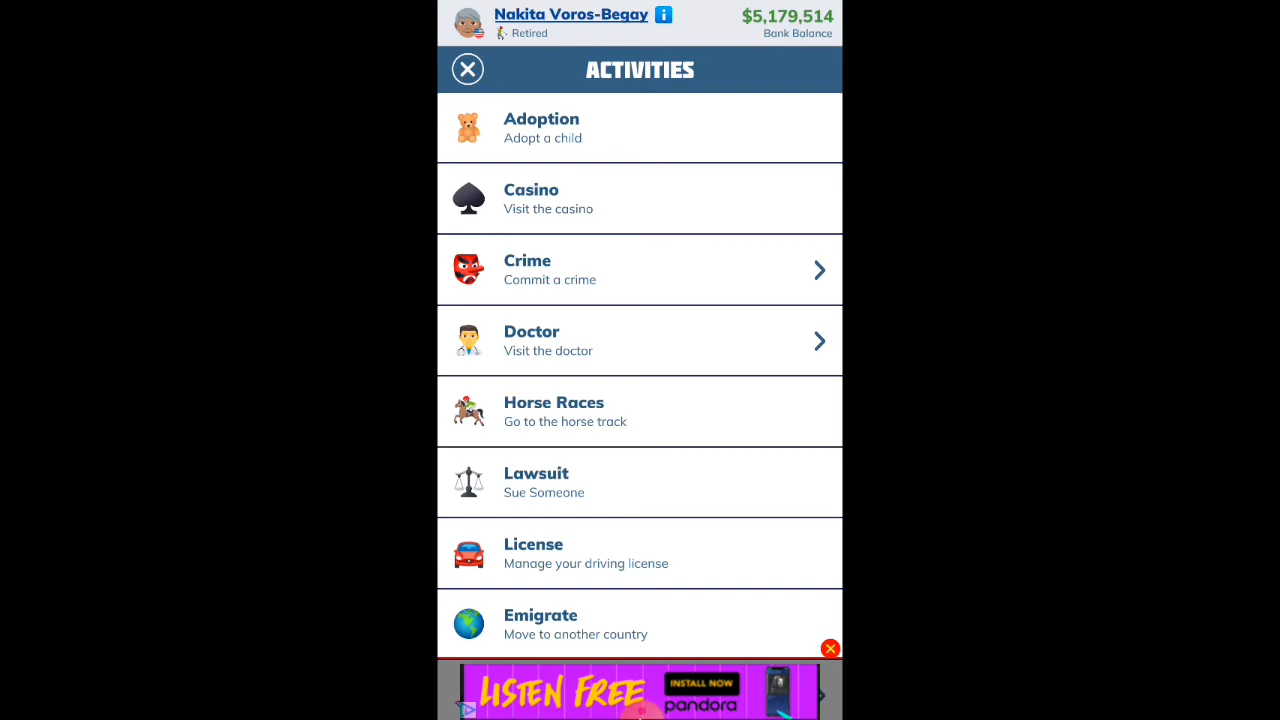 Nakita Voros-Begay
$5,179,514
Retired
Bank Balance
ACTIVITIES
Adoption
Adopt a child
Casino
Visit the casino
Crime
Commit a crime
Doctor
Visit the doctor
Horse Races
Go to the horse track
Lawsuit
Sue Someone
License
Manage your driving license
Emigrate
Move to another country
LISTEN FREE
INSTALL NOW
pandora